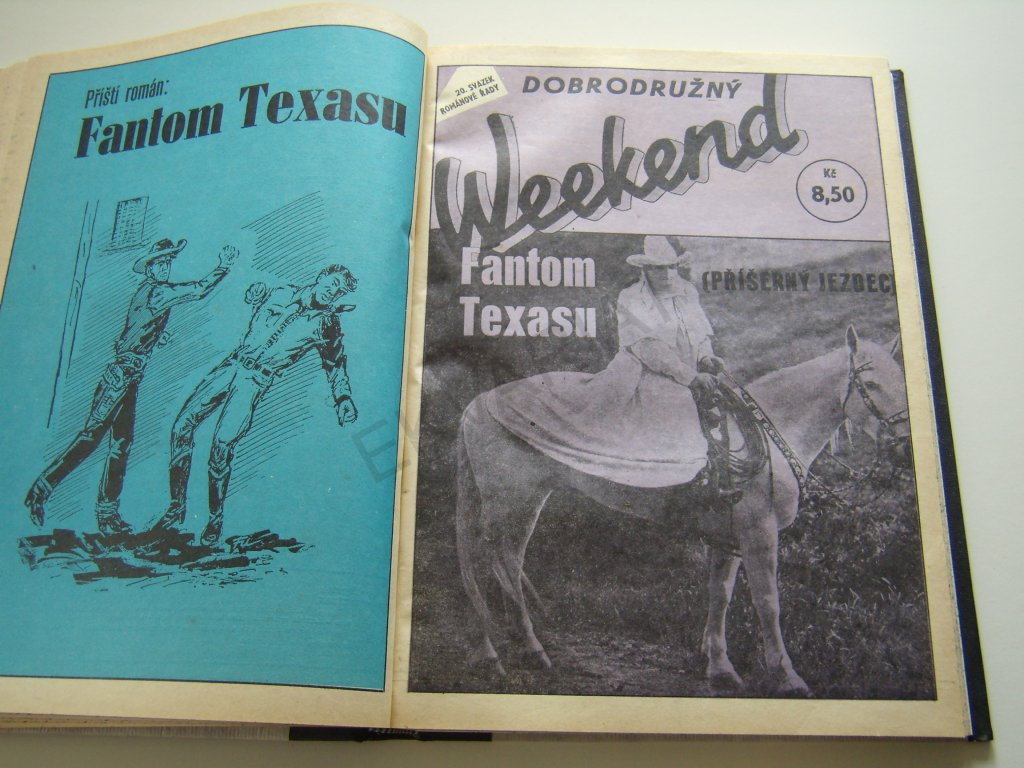 Příští román:
Fantom Texasu
20. SVAZEK
ROMÁNOVÉ ŘADY
DOBRODRUŽNÝ
Weekend
Kč
8,50
Fantom
Texasu
(PŘÍŠERNÝ JEZDEC)